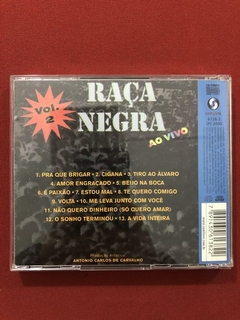 Vol. 2
RAÇA
NEGRA
AO VIVO
1. PRA QUE BRIGAR • 2. CIGANA • 3. TIRO AO ÁLVARO
4. AMOR ENGRAÇADO • 5. BEIJO NA BOCA
6. É PAIXÃO • 7. ESTOU MAL • 8. TE QUERO COMIGO
9. VOLTA • 10. ME LEVA JUNTO COM VOCÊ
11. NÃO QUERO DINHEIRO (SÓ QUERO AMAR)
12. O SONHO TERMINOU • 13. A VIDA INTEIRA
ANTONIO CARLOS DE CARVALHO